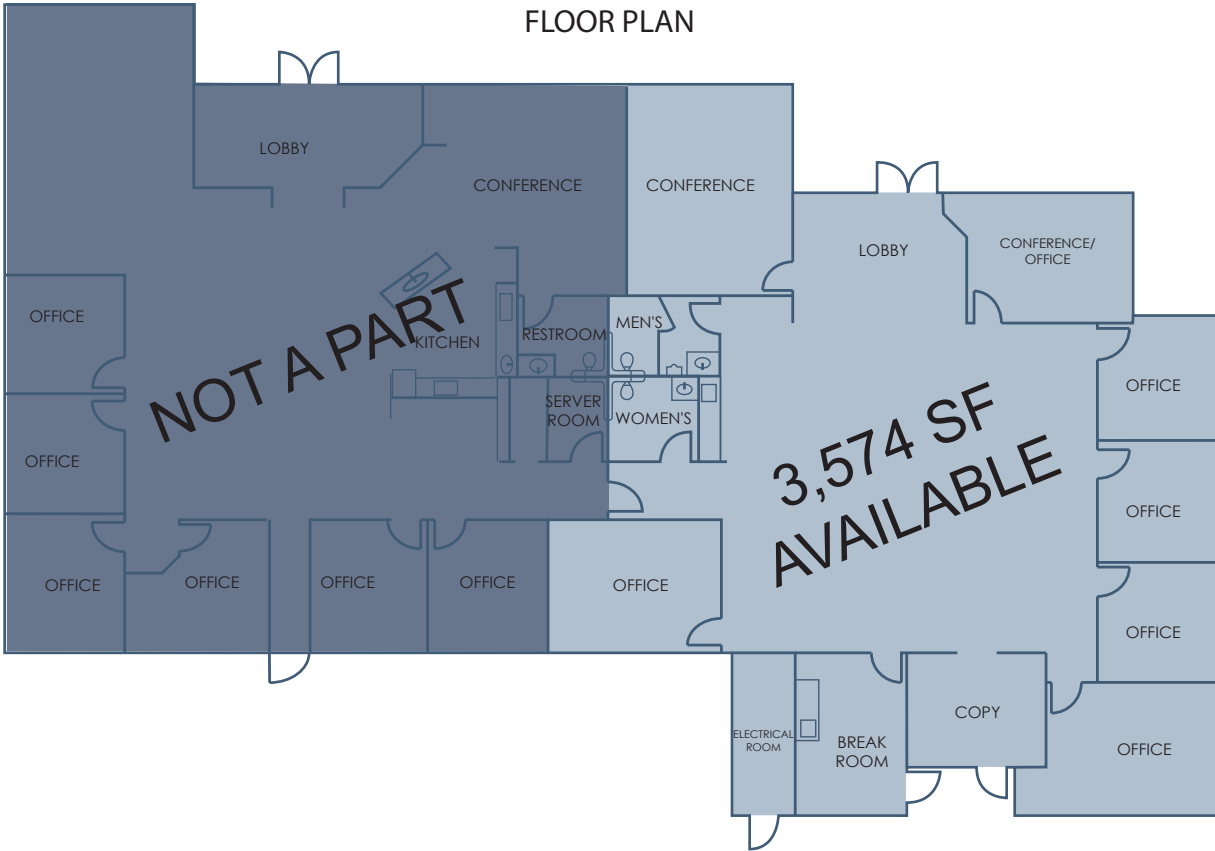 FLOOR PLAN
LOBBY
CONFERENCE
CONFERENCE
LOBBY
CONFERENCE/
OFFICE
OFFICE
NOT A PART
KITCHEN
RESTROOM
MEN'S
OFFICE
SERVER
ROOM
WOMEN'S
3,574 SF
AVAILABLE
OFFICE
OFFICE
OFFICE
OFFICE
OFFICE
OFFICE
OFFICE
OFFICE
ELECTRICAL
ROOM
BREAK
ROOM
COPY
OFFICE